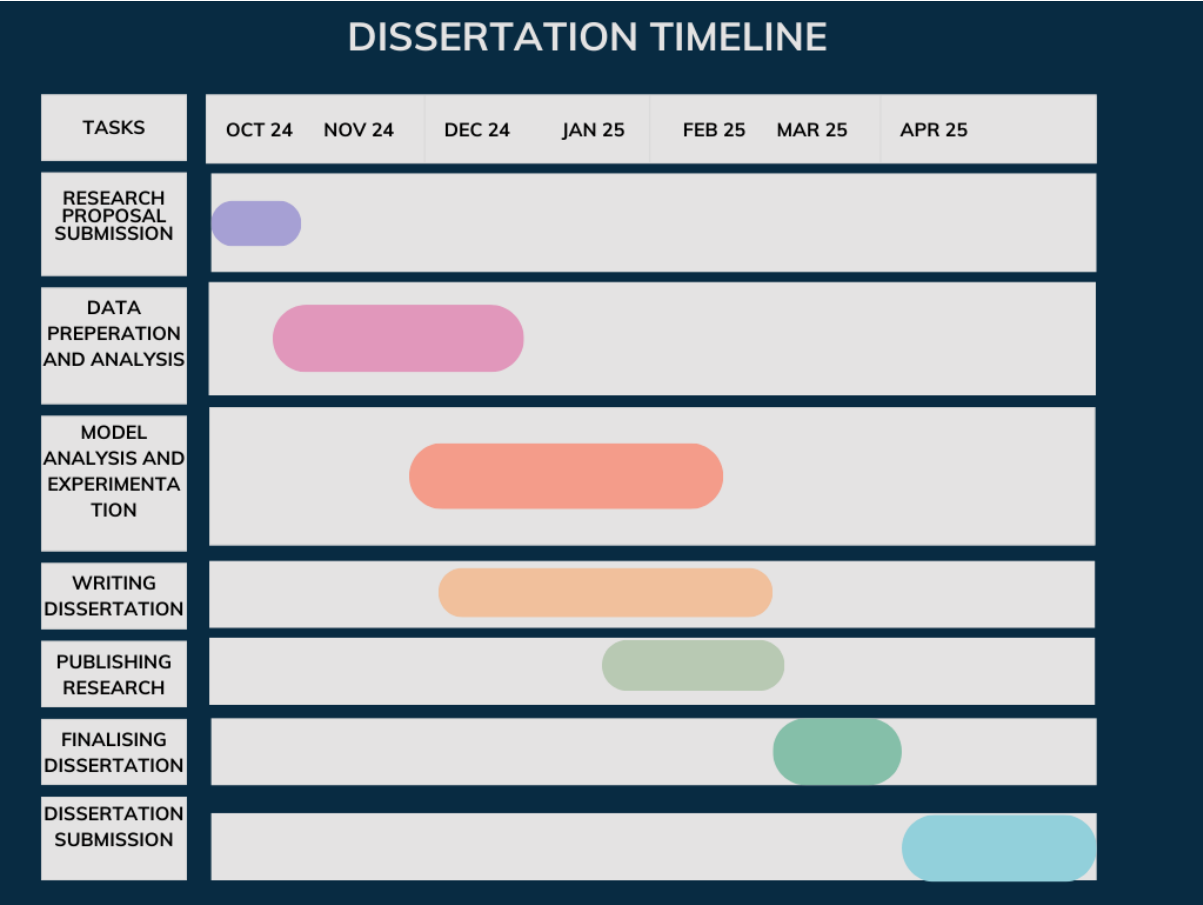 DISSERTATION TIMELINE
TASKS
OCT 24 NOV 24 DEC 24 JAN 25 FEB 25 MAR 25 APR 25
RESEARCH
PROPOSAL
SUBMISSION
DATA
PREPERATION
AND ANALYSIS
MODEL
ANALYSIS AND
EXPERIMENTA
TION
WRITING
DISSERTATION
PUBLISHING
RESEARCH
FINALISING
DISSERTATION
DISSERTATION
SUBMISSION